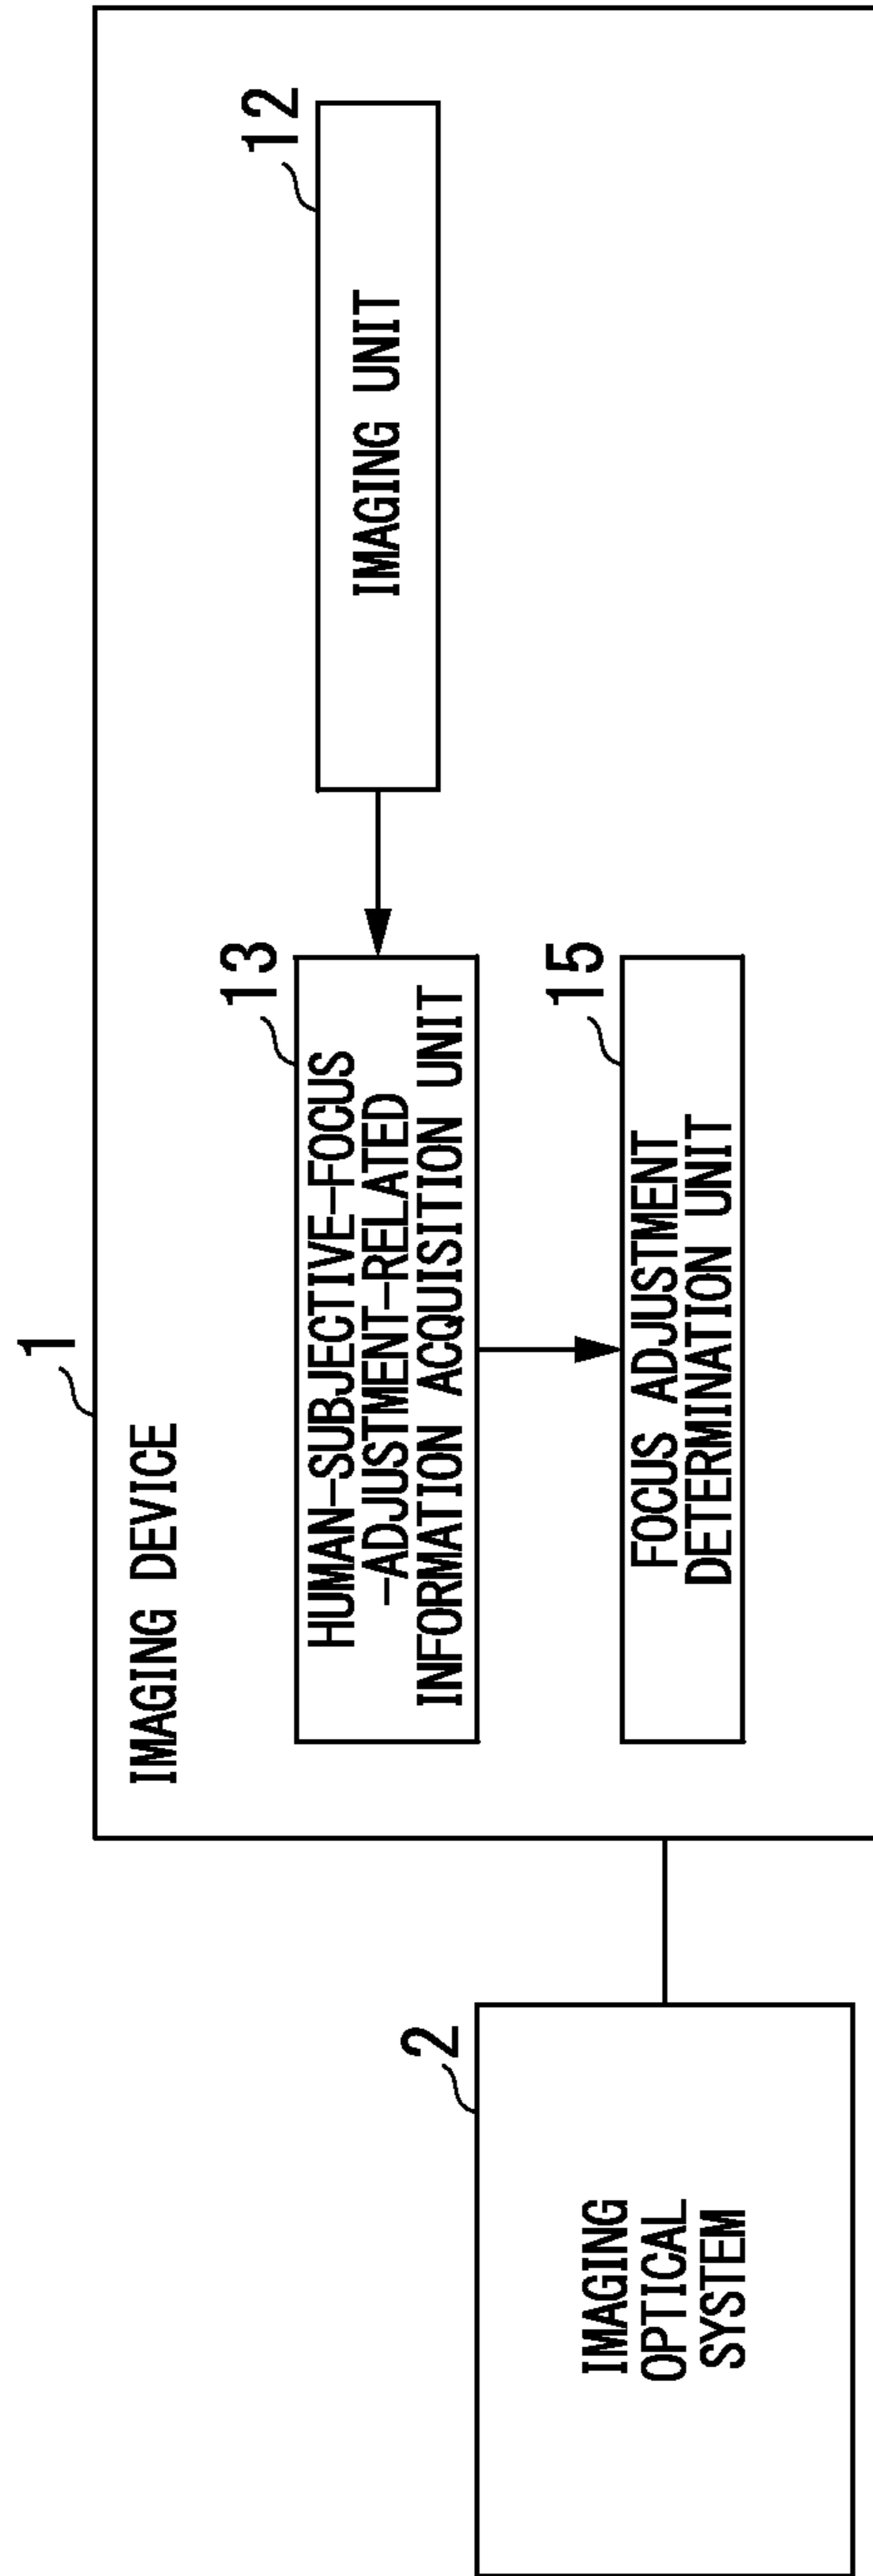 1
IMAGING DEVICE
13
HUMAN-SUBJECTIVE-FOCUS
-ADJUSTMENT-RELATED
INFORMATION ACQUISITION UNIT
12
IMAGING UNIT
15
FOCUS ADJUSTMENT
DETERMINATION UNIT
2
IMAGING
OPTICAL
SYSTEM